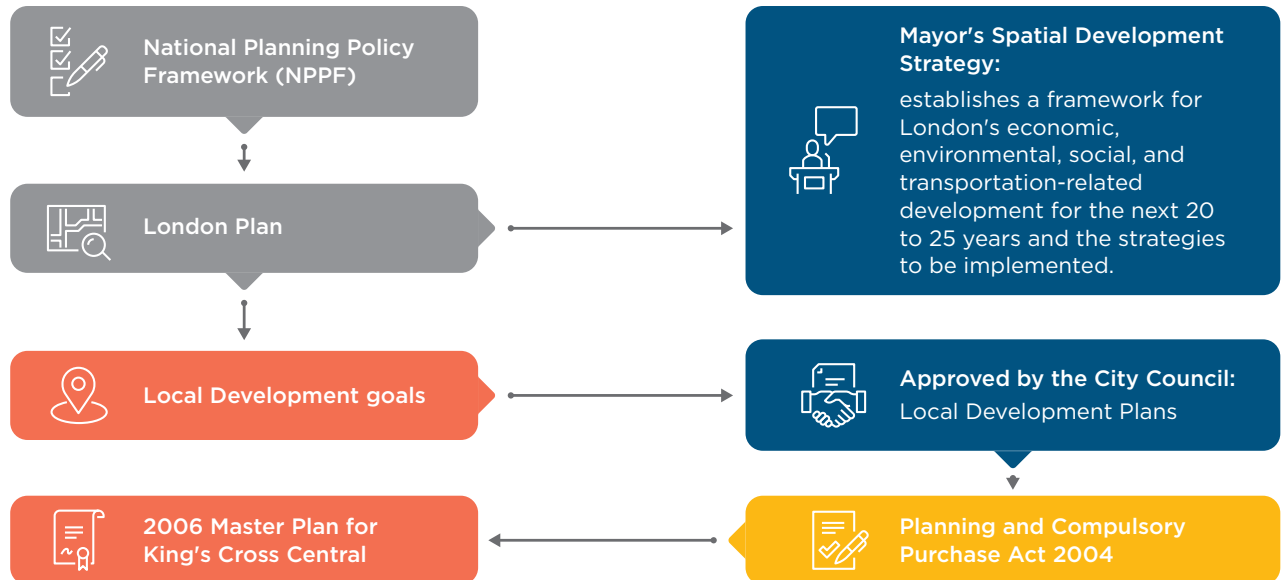 National Planning Policy
Framework (NPPF)
London Plan
Mayor's Spatial Development
Strategy:
establishes a framework for
London's economic,
environmental, social, and
transportation-related
development for the next 20
to 25 years and the strategies
to be implemented.
Local Development goals
Approved by the City Council:
Local Development Plans
Planning and Compulsory
Purchase Act 2004
2006 Master Plan for
King's Cross Central